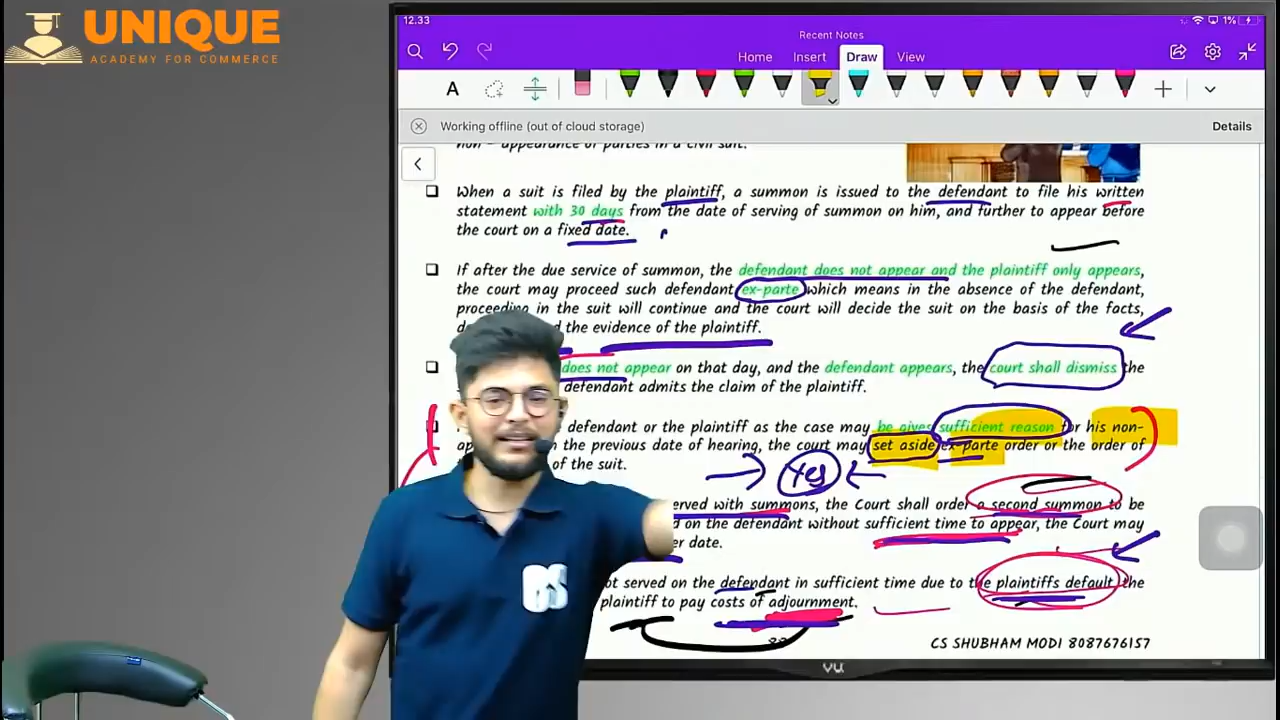 UNIQUE
ACADEMY FOR COMMERCE
12.33
1%
Recent Notes
Home Insert Draw View
A
Working offline (out of cloud storage) Details
non - appearance of parties in a civil suit.
When a suit is filed by the plaintiff, a summon is issued to the defendant to file his written
statement with 30 days from the date of serving of summon on him, and further to appear before
the court on a fixed date.
If after the due service of summon, the defendant does not appear and the plaintiff only appears,
the court may proceed such defendant ex-parte which means in the absence of the defendant,
proceeding in the suit will continue and the court will decide the suit on the basis of the facts,
the evidence of the plaintiff.
does not appear on that day, and the defendant appears, the court shall dismiss the
defendant admits the claim of the plaintiff.
defendant or the plaintiff as the case may be gives sufficient reason for his non-
the previous date of hearing, the court may set aside ex-parte order or the order of
of the suit.
Yes
served with summons, the Court shall order a second summon to be
on the defendant without sufficient time to appear, the Court may
date.
served on the defendant in sufficient time due to the plaintiffs default the
plaintiff to pay costs of adjournment.
CS SHUBHAM MODI 8087676157
BS
VU